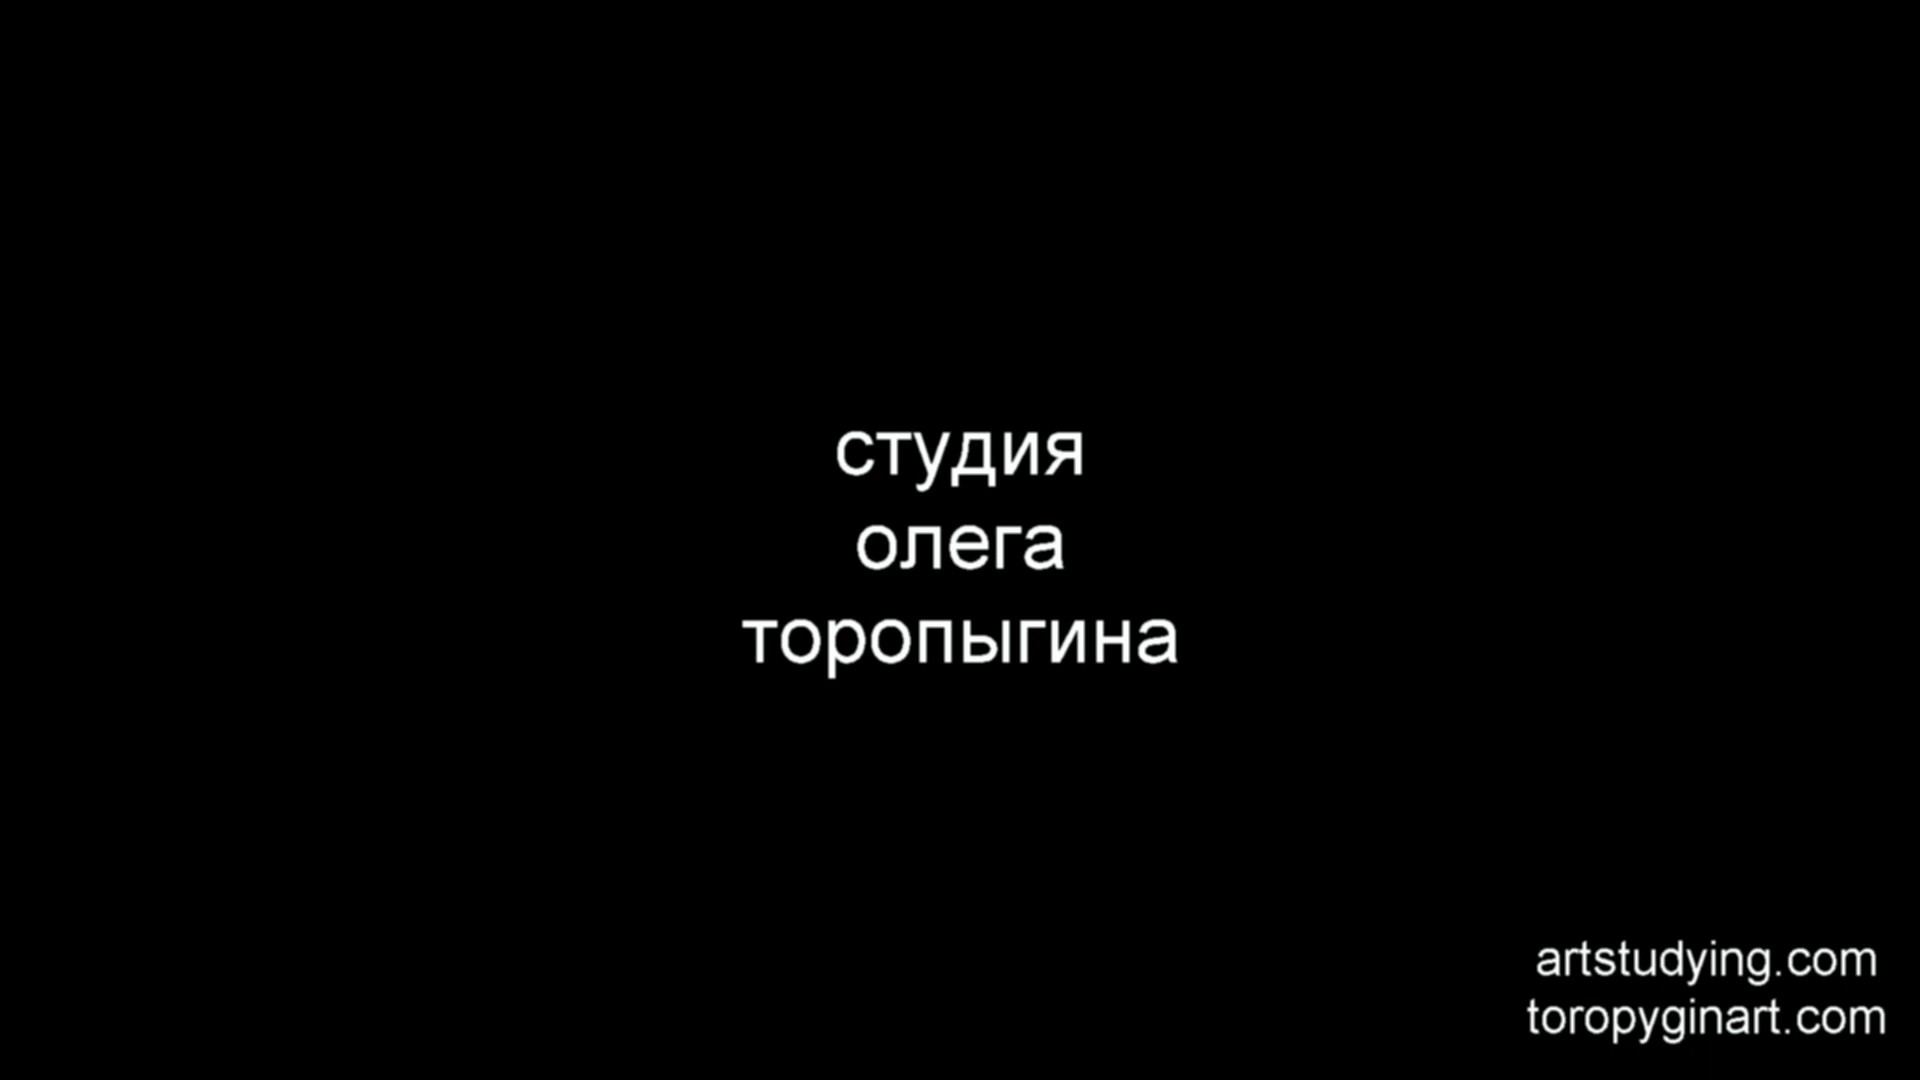 студия
олега
торопыгина
artstudying.com
toropyginart.com